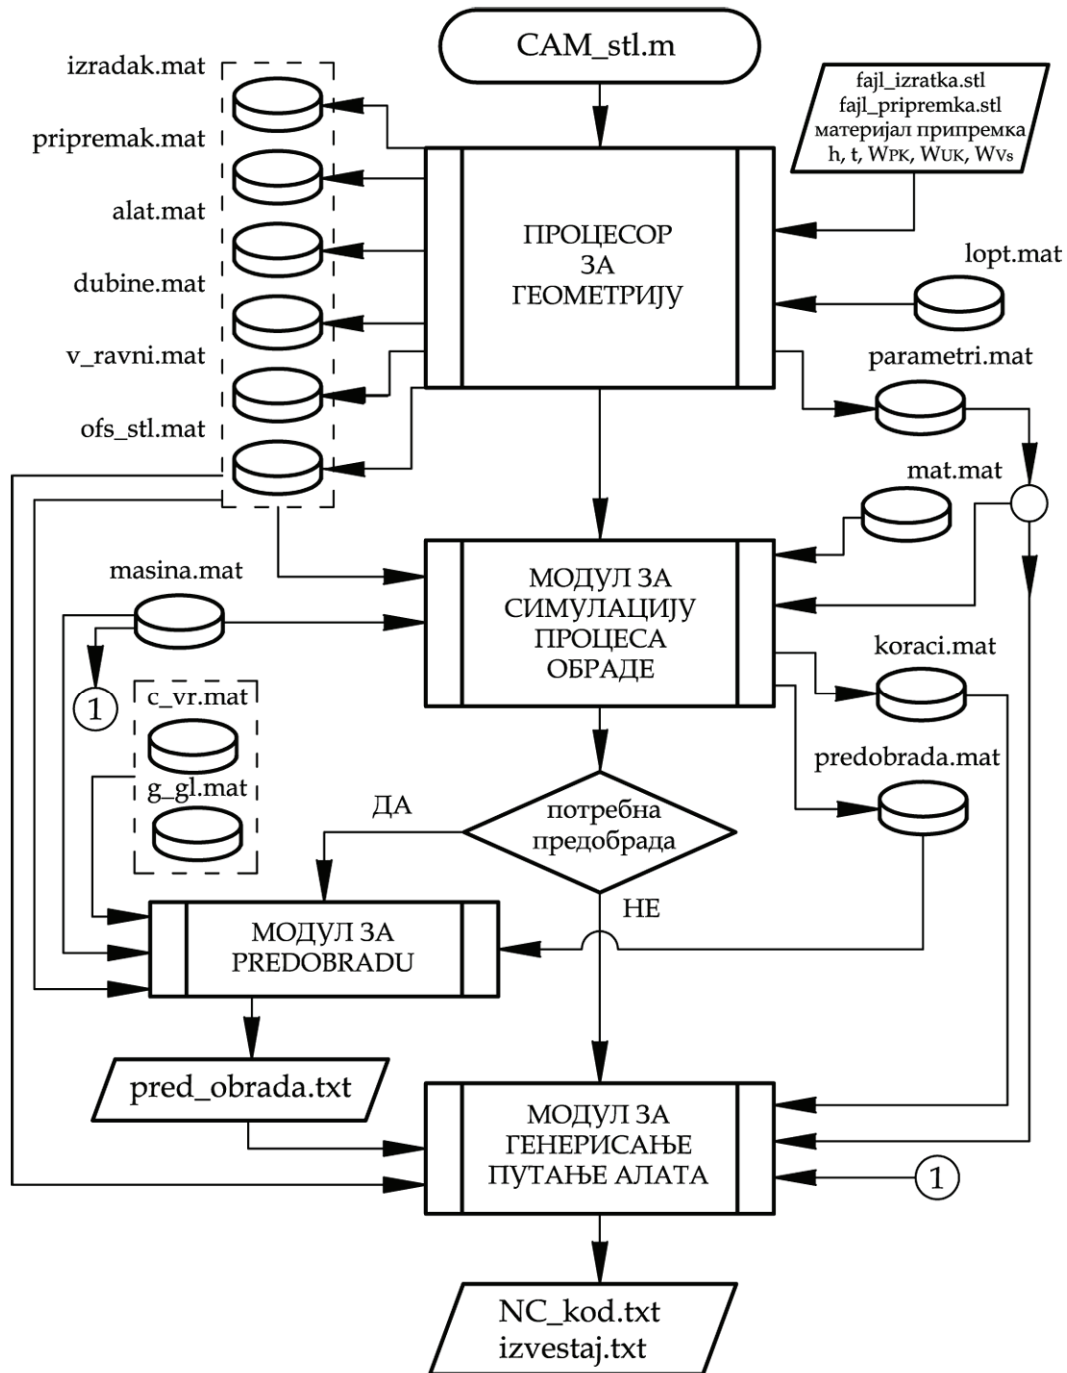 CAM_stl.m
izradak.mat
pripremak.mat
alat.mat
dubine.mat
v_ravni.mat
ofs_stl.mat
fajl_izratka.stl
fajl_pripremka.stl
материјал припремка
h, t, WPK, WUK, WVs
ПРОЦЕСОР
ЗА
ГЕОМЕТРИЈУ
lopt.mat
parametri.mat
mat.mat
masina.mat
МОДУЛ ЗА
СИМУЛАЦИЈУ
ПРОЦЕСА
ОБРАДЕ
koraci.mat
predobrada.mat
1
c_vr.mat
g_gl.mat
ДА
потребна
предобрада
НЕ
МОДУЛ ЗА
PREDOBRADU
pred_obrada.txt
МОДУЛ ЗА
ГЕНЕРИСАЊЕ
ПУТАЊЕ АЛАТА
1
NC_kod.txt
izvestaj.txt